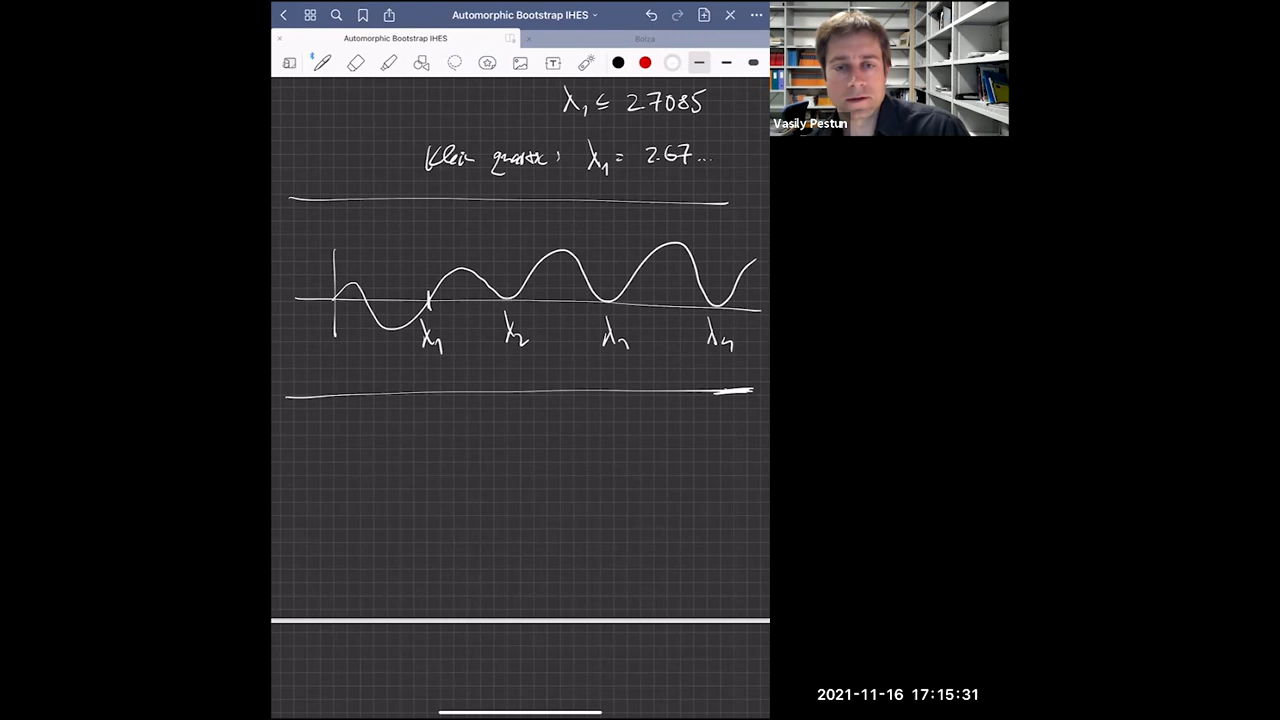 Automorphic Bootstrap IHES
Automorphic Bootstrap IHES
Bolza
λ₁ ≤ 2.7085
Klein quartic: λ₁ = 2.67...
λ₁ λ₂ λ₃ λ₄
Vasily Pestun
2021-11-16 17:15:31